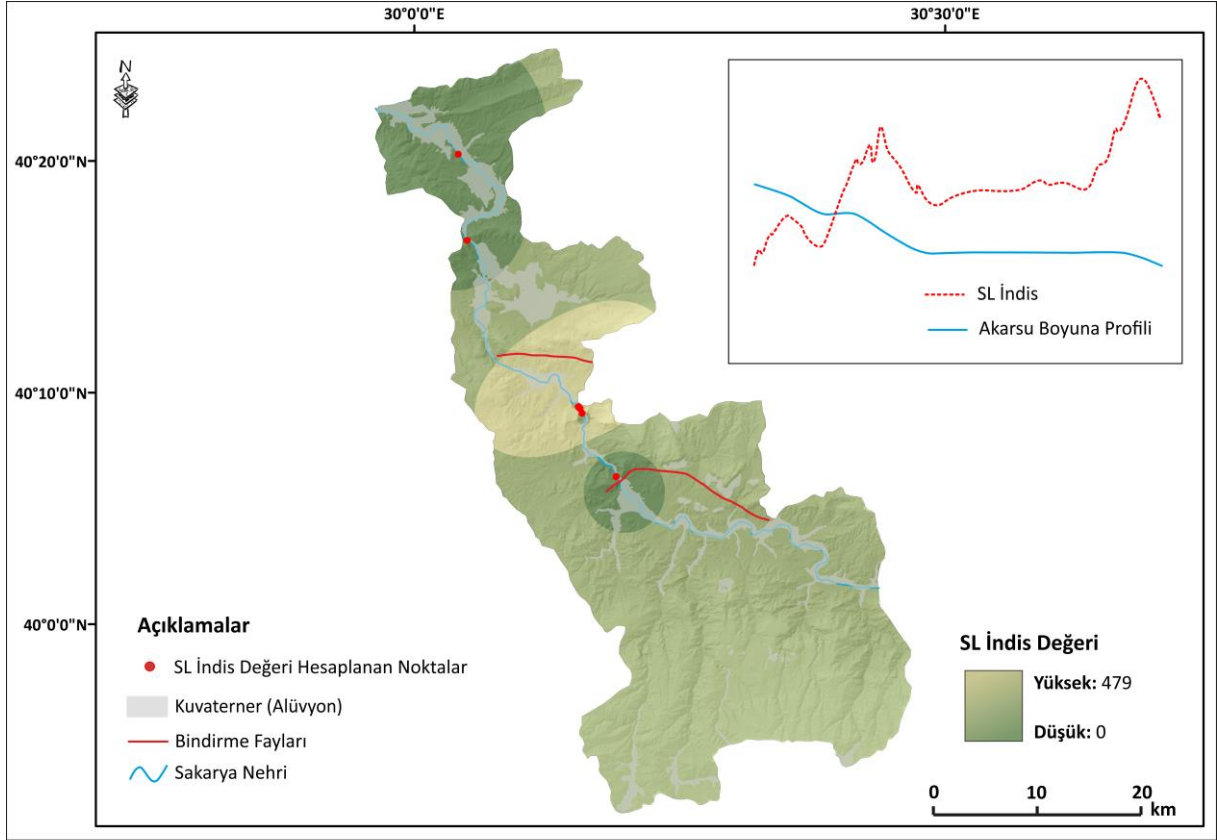 30°0'0"E
30°30'0"E
N
40°20'0"N
40°10'0"N
40°0'0"N
SL İndis
Akarsu Boyuna Profili
Açıklamalar
SL İndis Değeri Hesaplanan Noktalar
Kuvaterner (Alüvyon)
Bindirme Fayları
Sakarya Nehri
SL İndis Değeri
Yüksek: 479
Düşük: 0
0 10 20
km